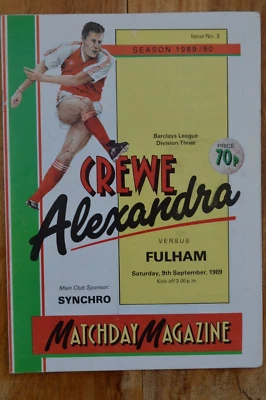 Issue No. 3
SEASON 1989/90
Barclays League
Division Three
PRICE
70p
CREWE
Alexandra
VERSUS
FULHAM
Saturday, 9th September, 1989
Kick-off 3.00 p.m.
Main Club Sponsor:
SYNCHRO
MATCHDAY MAGAZINE